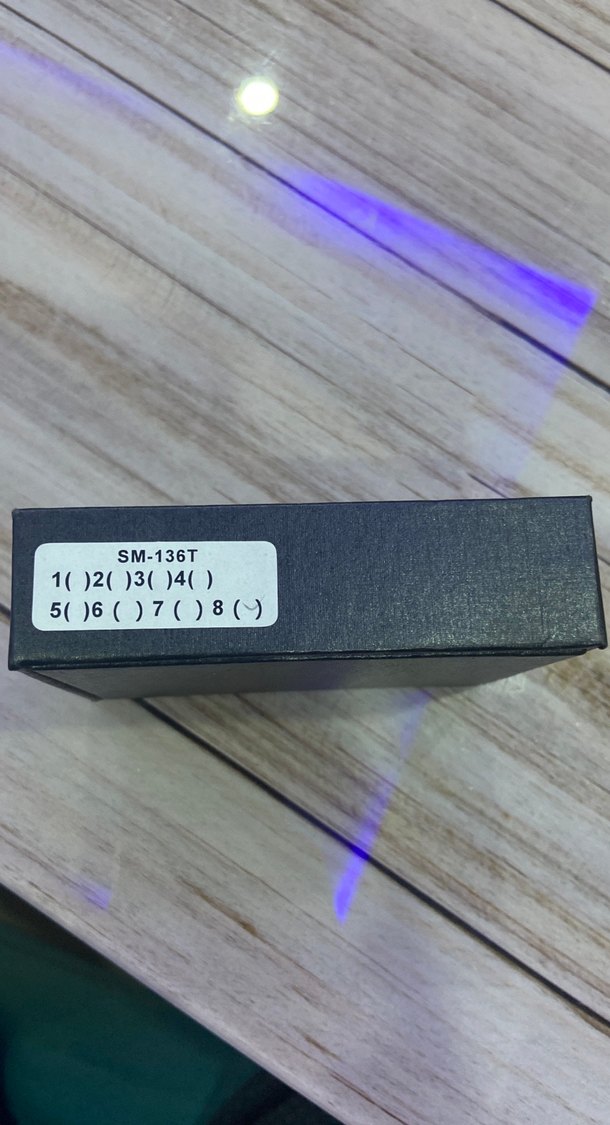 SM-136T
1( )2( )3( )4( )
5( )6 ( ) 7 ( ) 8 (✓)